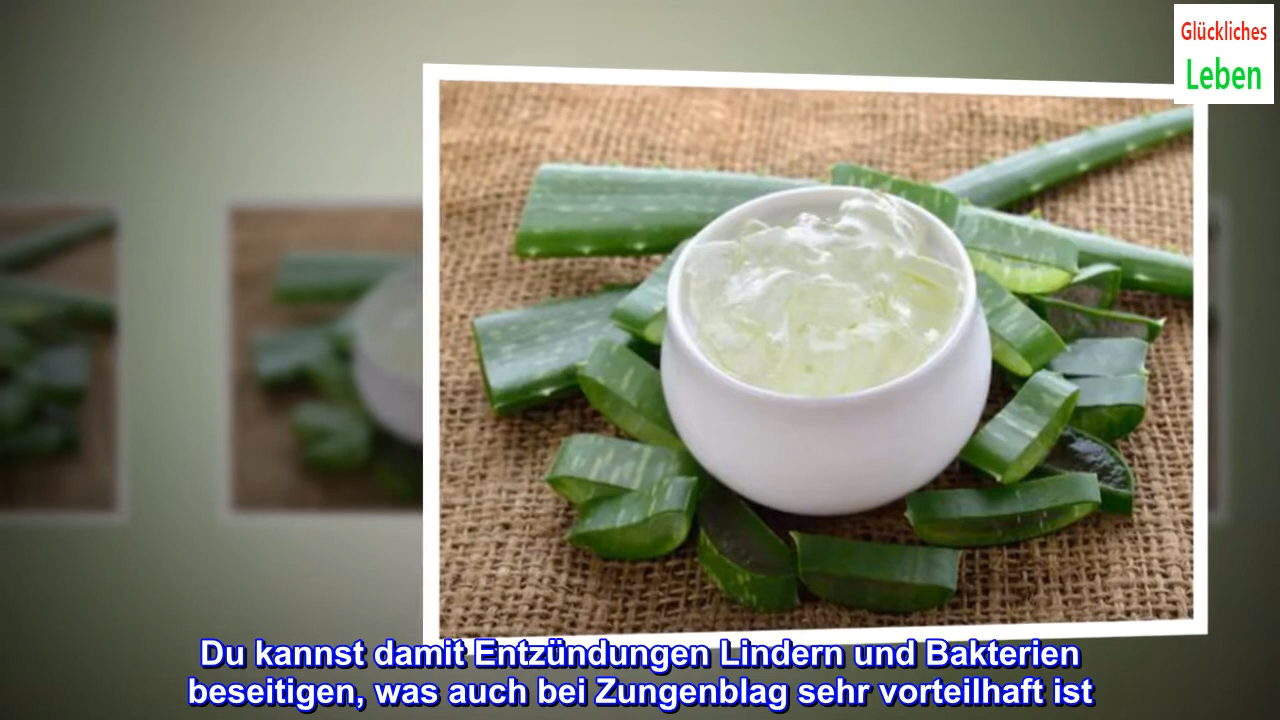 Glückliches
Leben
Du kannst damit Entzündungen Lindern und Bakterien
beseitigen, was auch bei Zungenblag sehr vorteilhaft ist